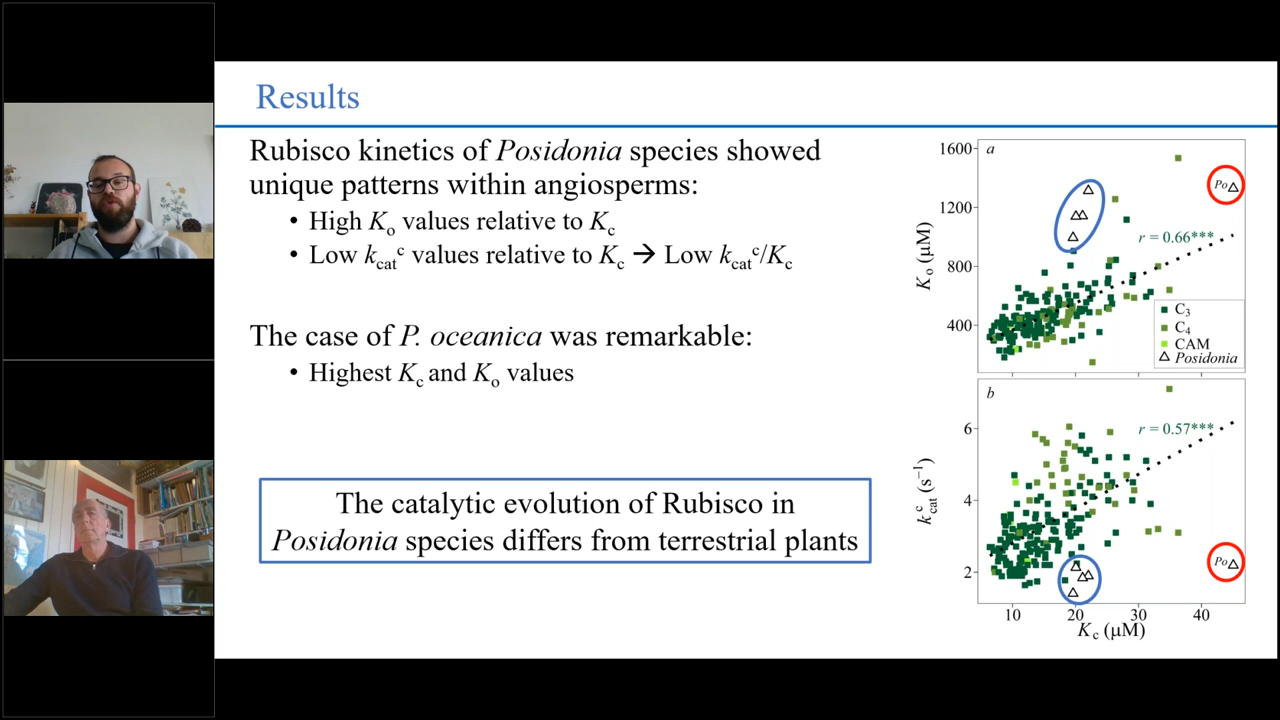 Results
Rubisco kinetics of Posidonia species showed
unique patterns within angiosperms:
• High Ko values relative to Kc
• Low kcatᶜ values relative to Kc → Low kcatᶜ/Kc
The case of P. oceanica was remarkable:
• Highest Kc and Ko values
The catalytic evolution of Rubisco in
Posidonia species differs from terrestrial plants
a
1600
1200
800
400
Ko (µM)
Po
r = 0.66***
C3
C4
CAM
Posidonia
b
6
4
2
kcatᶜ (s⁻¹)
r = 0.57***
Po
10 20 30 40
Kc (µM)